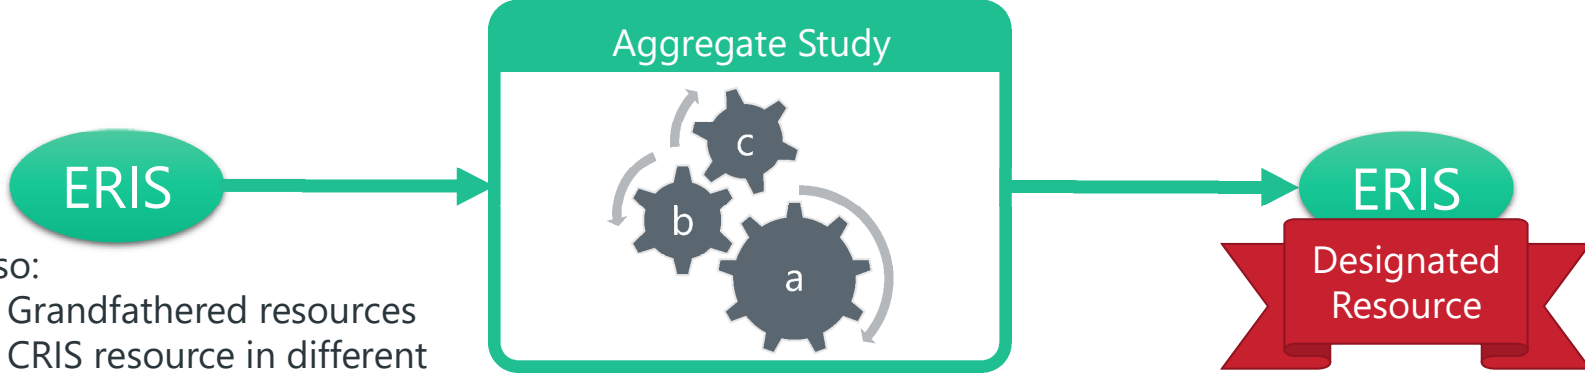 Aggregate Study
ERIS
c
b
a
ERIS
Designated
Resource
so:
Grandfathered resources
CRIS resource in different